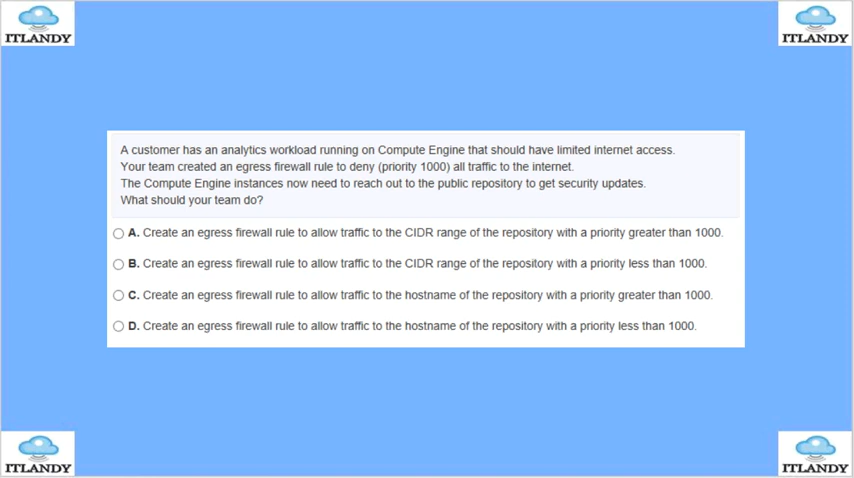 ITLANDY
ITLANDY
A customer has an analytics workload running on Compute Engine that should have limited internet access.
Your team created an egress firewall rule to deny (priority 1000) all traffic to the internet.
The Compute Engine instances now need to reach out to the public repository to get security updates.
What should your team do?
A. Create an egress firewall rule to allow traffic to the CIDR range of the repository with a priority greater than 1000.
B. Create an egress firewall rule to allow traffic to the CIDR range of the repository with a priority less than 1000.
C. Create an egress firewall rule to allow traffic to the hostname of the repository with a priority greater than 1000.
D. Create an egress firewall rule to allow traffic to the hostname of the repository with a priority less than 1000.
ITLANDY
ITLANDY